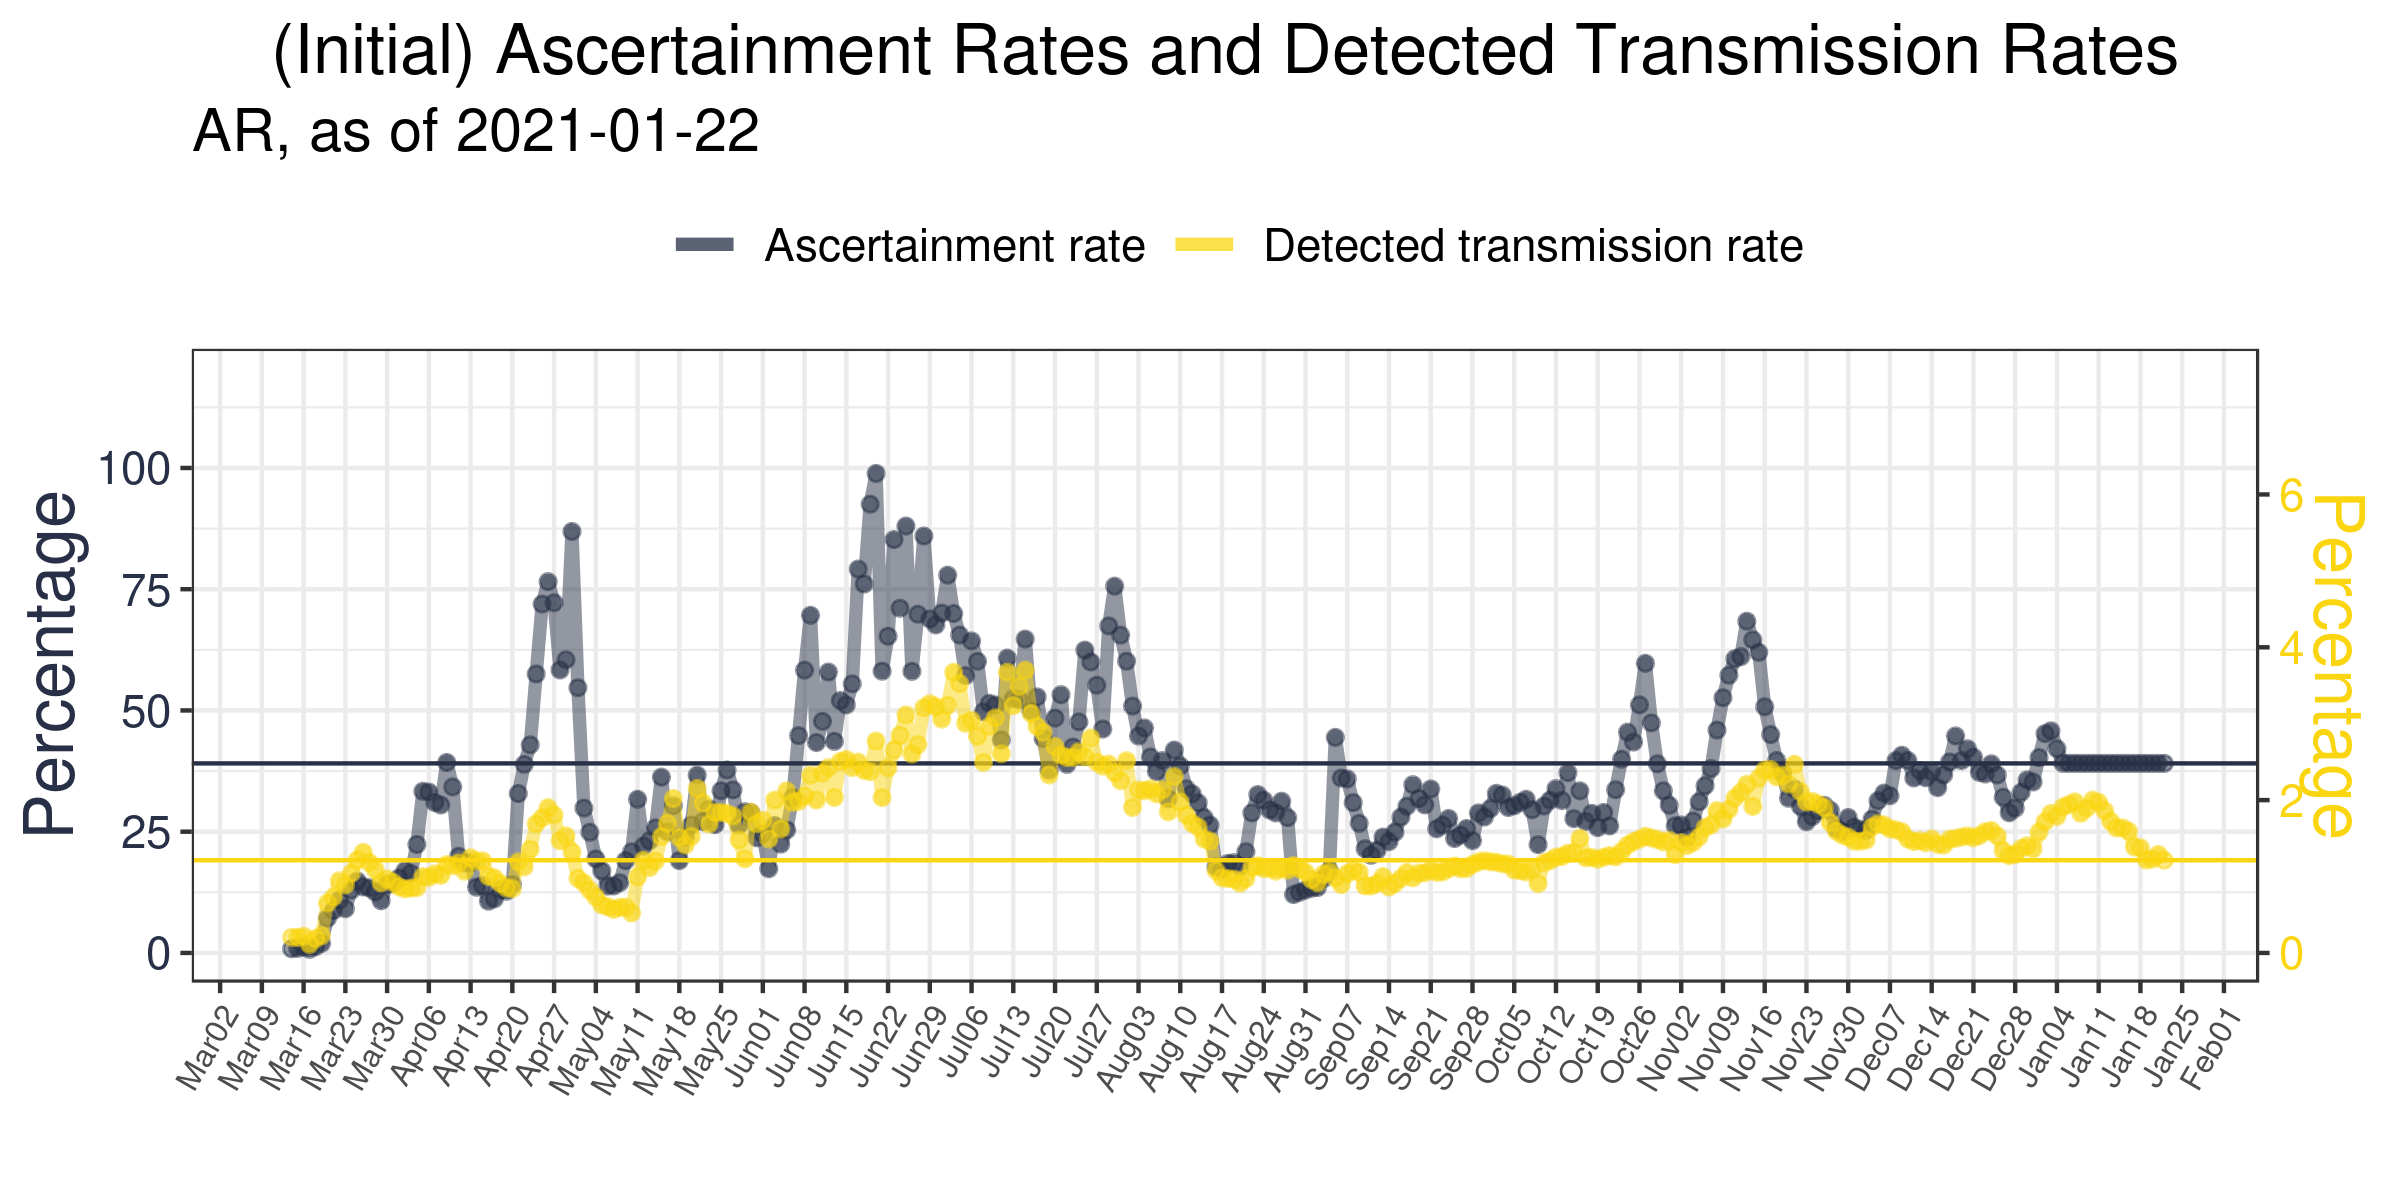 (Initial) Ascertainment Rates and Detected Transmission Rates
AR, as of 2021-01-22
Ascertainment rate
Detected transmission rate
Percentage
100
75
50
25
0
6
4
2
0
Percentage
Mar02
Mar09
Mar16
Mar23
Mar30
Apr06
Apr13
Apr20
Apr27
May04
May11
May18
May25
Jun01
Jun08
Jun15
Jun22
Jun29
Jul06
Jul13
Jul20
Jul27
Aug03
Aug10
Aug17
Aug24
Aug31
Sep07
Sep14
Sep21
Sep28
Oct05
Oct12
Oct19
Oct26
Nov02
Nov09
Nov16
Nov23
Nov30
Dec07
Dec14
Dec21
Dec28
Jan04
Jan11
Jan18
Jan25
Feb01